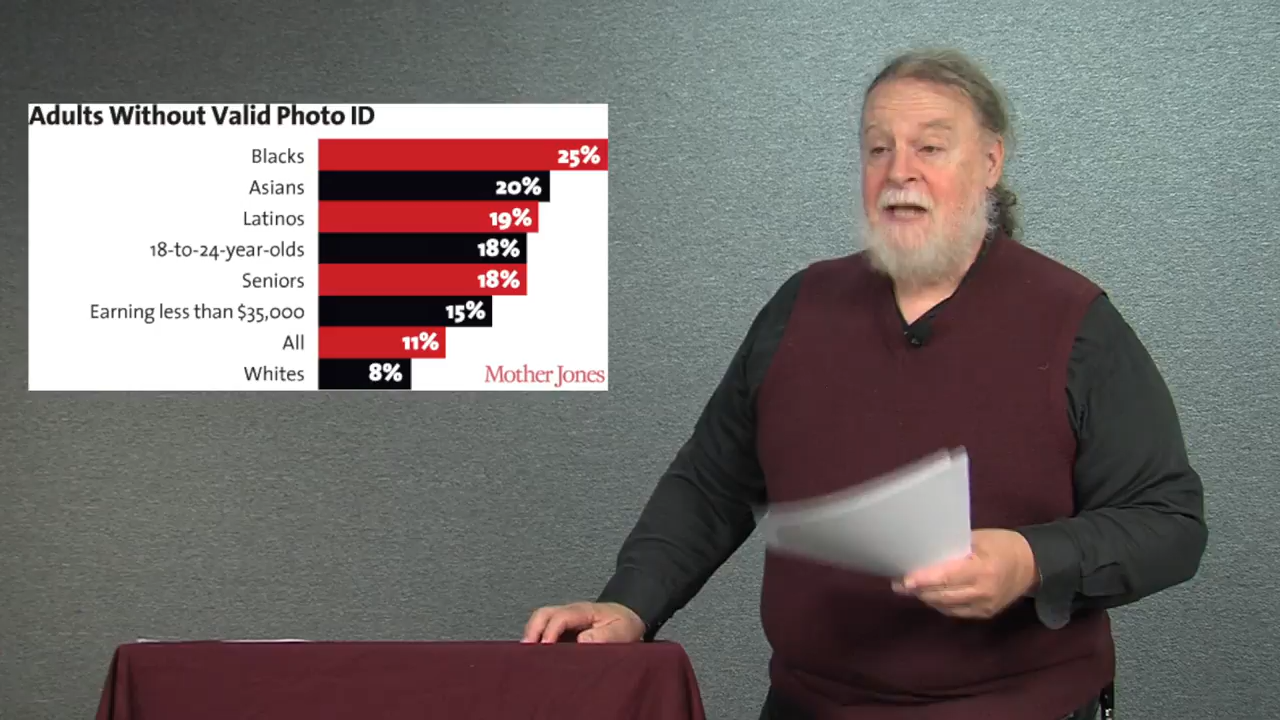 Adults Without Valid Photo ID
Blacks 25%
Asians 20%
Latinos 19%
18-to-24-year-olds 18%
Seniors 18%
Earning less than $35,000 15%
All 11%
Whites 8%
Mother Jones